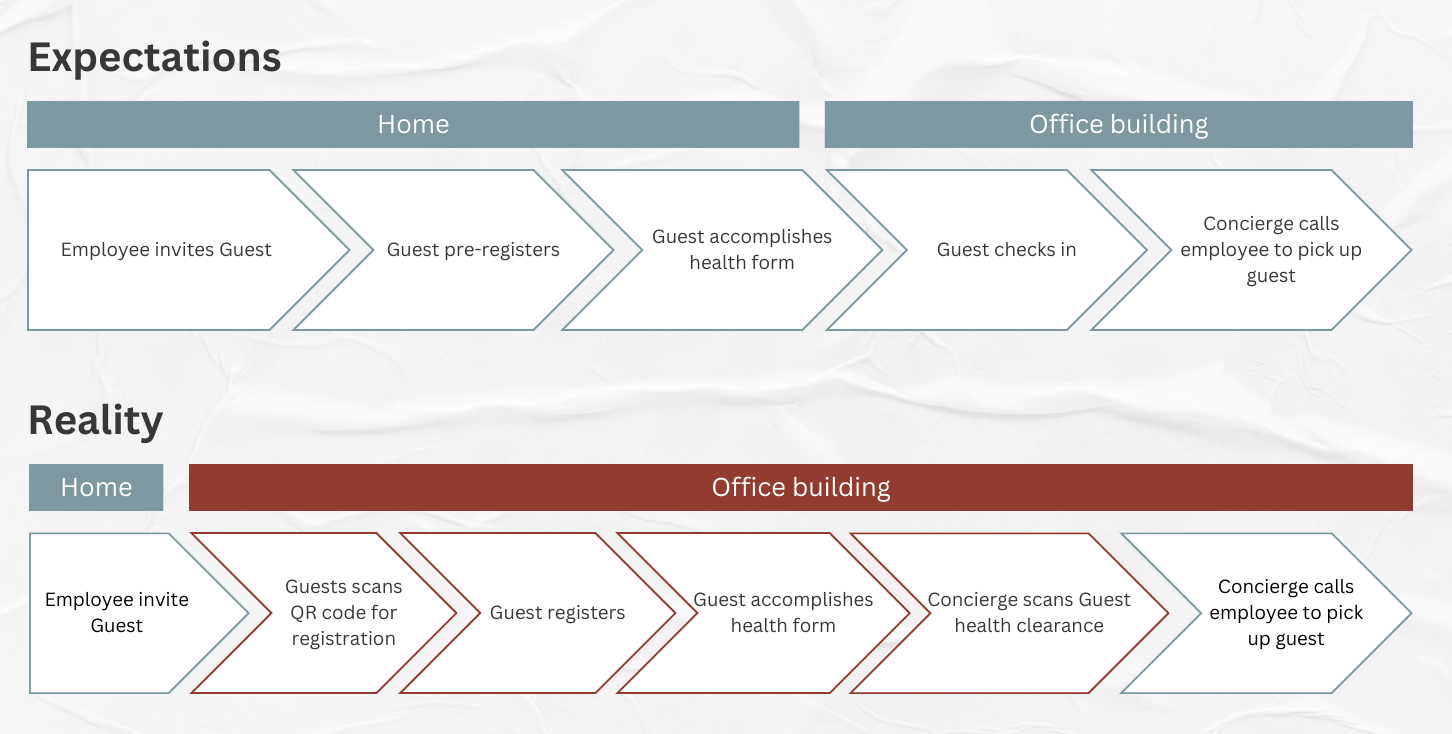 Expectations
Home
Office building
Employee invites Guest
Guest pre-registers
Guest accomplishes
health form
Guest checks in
Concierge calls
employee to pick up
guest
Reality
Home
Office building
Employee invite
Guest
Guests scans
QR code for
registration
Guest registers
Guest accomplishes
health form
Concierge scans Guest
health clearance
Concierge calls
employee to pick
up guest